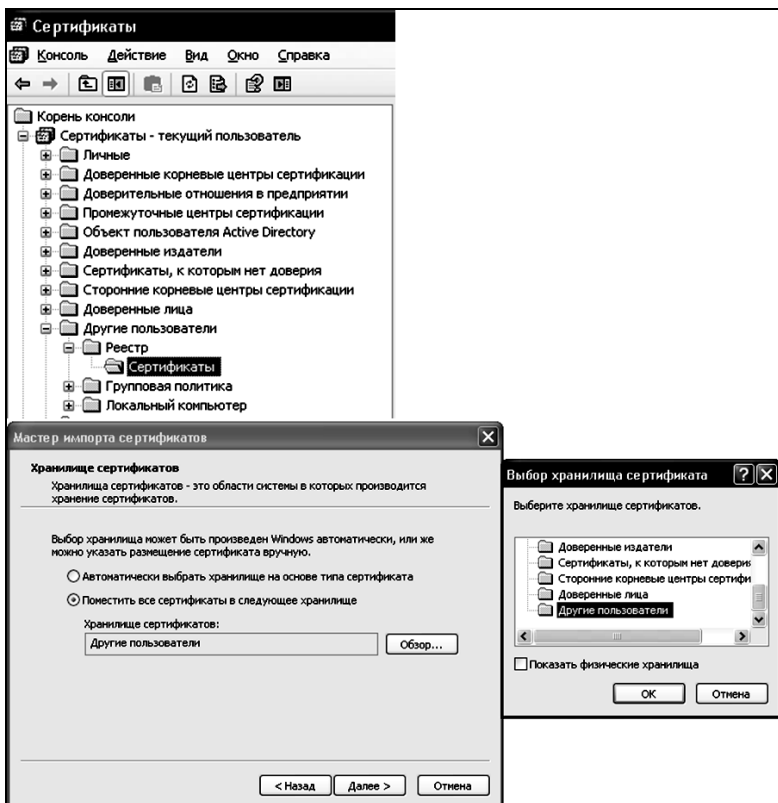 Сертификаты
Консоль Действие Вид Окно Справка
Корень консоли
Сертификаты - текущий пользователь
Личные
Доверенные корневые центры сертификации
Доверительные отношения в предприятии
Промежуточные центры сертификации
Объект пользователя Active Directory
Доверенные издатели
Сертификаты, к которым нет доверия
Сторонние корневые центры сертификации
Доверенные лица
Другие пользователи
Реестр
Сертификаты
Групповая политика
Локальный компьютер
Мастер импорта сертификатов
Хранилище сертификатов
Хранилища сертификатов - это области системы в которых производится
хранение сертификатов.
Выбор хранилища может быть произведен Windows автоматически, или же
можно указать размещение сертификата вручную.
Автоматически выбрать хранилище на основе типа сертификата
Поместить все сертификаты в следующее хранилище
Хранилище сертификатов:
Другие пользователи
Обзор...
< Назад Далее > Отмена
Выбор хранилища сертификата
Выберите хранилище сертификатов.
Доверенные издатели
Сертификаты, к которым нет довери
Сторонние корневые центры сертифи
Доверенные лица
Другие пользователи
Показать физические хранилища
ОК Отмена